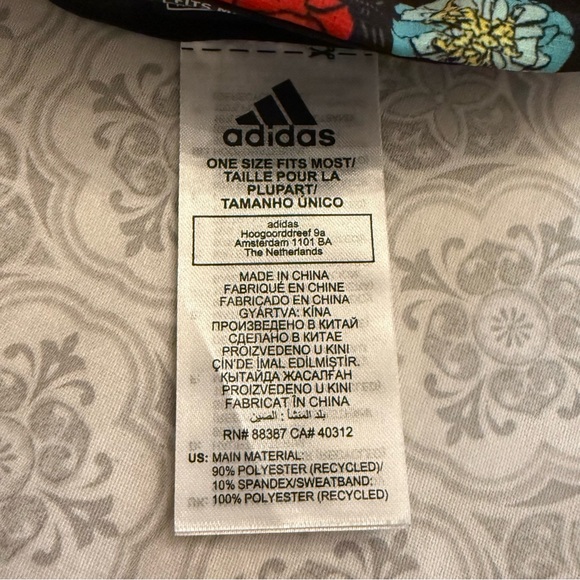 FITS M
adidas
ONE SIZE FITS MOST/
TAILLE POUR LA
PLUPART/
TAMANHO ÚNICO
adidas
Hoogoorddreef 9a
Amsterdam 1101 BA
The Netherlands
MADE IN CHINA
FABRIQUÉ EN CHINE
FABRICADO EN CHINA
GYÁRTVA: KÍNA
ПРОИЗВЕДЕНО В КИТАЙ
СДЕЛАНО В КИТАЕ
PROIZVEDENO U KINI
ÇİN'DE İMAL EDİLMİŞTİR.
ҚЫТАЙДА ЖАСАЛҒАН
PROIZVEDENO U KINI
FABRICAT ÎN CHINA
بلد المنشأ : الصين
RN# 88387 CA# 40312
US: MAIN MATERIAL:
90% POLYESTER (RECYCLED)/
10% SPANDEX/SWEATBAND:
100% POLYESTER (RECYCLED)